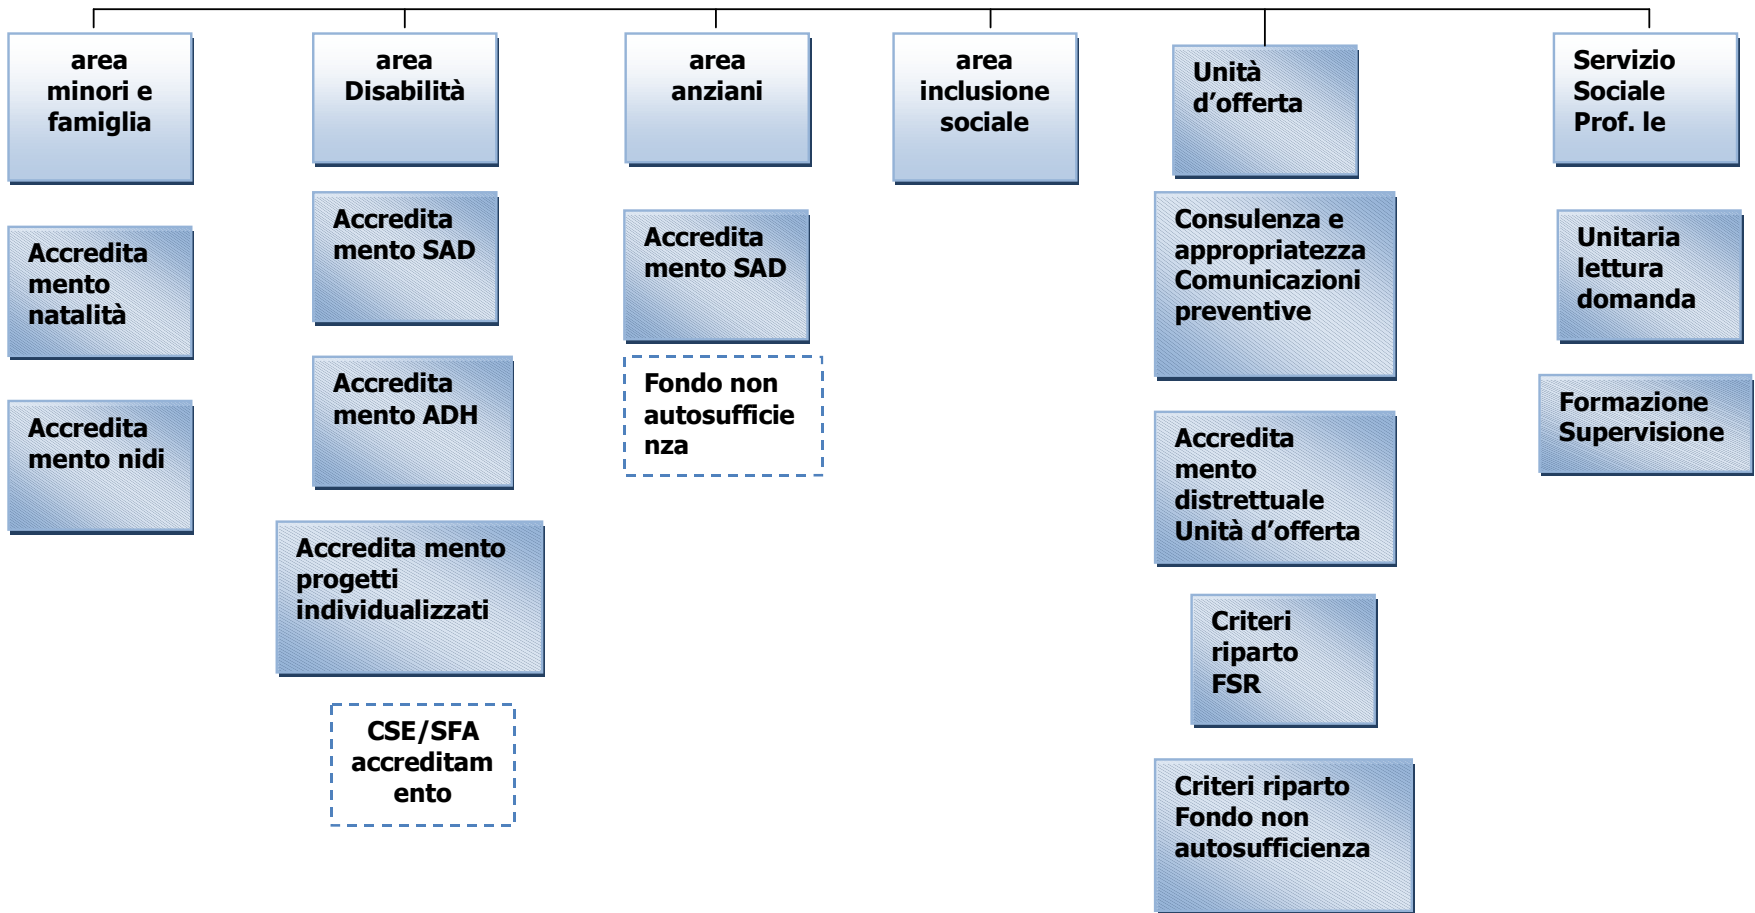 area
minori e
famiglia
area
Disabilità
area
anziani
area
inclusione
sociale
Unità
d’offerta
Servizio
Sociale
Prof. le
Accredita
mento
natalità
Accredita
mento nidi
Accredita
mento SAD
Accredita
mento ADH
Accredita mento
progetti
individualizzati
CSE/SFA
accreditam
ento
Accredita
mento SAD
Fondo non
autosufficie
nza
Consulenza e
appropriatezza
Comunicazioni
preventive
Accredita
mento
distrettuale
Unità d’offerta
Criteri
riparto
FSR
Criteri riparto
Fondo non
autosufficienza
Unitaria
lettura
domanda
Formazione
Supervisione